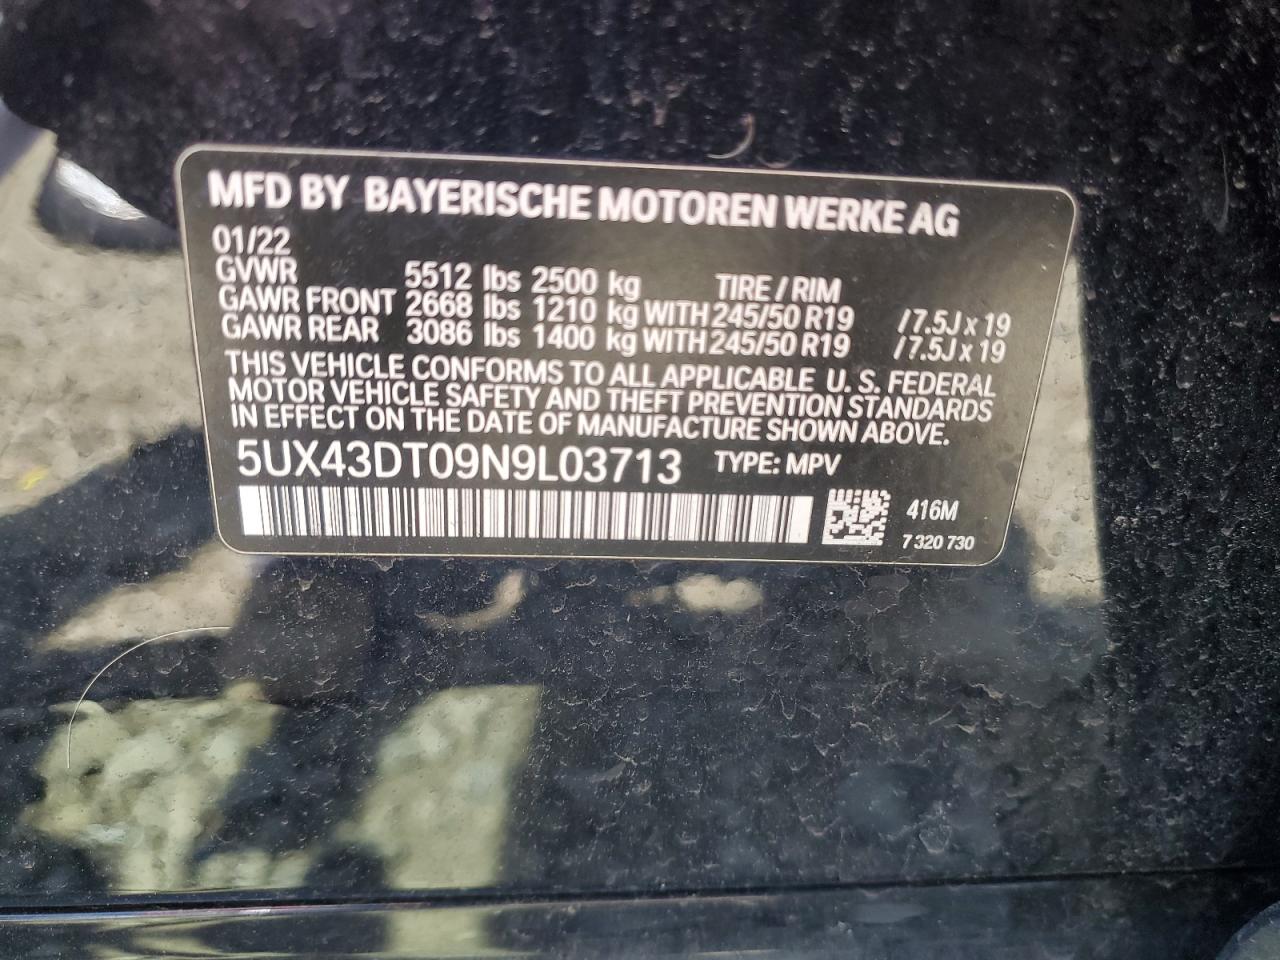 MFD BY BAYERISCHE MOTOREN WERKE AG
01/22
GVWR 5512 lbs 2500 kg TIRE / RIM
GAWR FRONT 2668 lbs 1210 kg WITH 245/50 R19 /7.5J x 19
GAWR REAR 3086 lbs 1400 kg WITH 245/50 R19 /7.5J x 19
THIS VEHICLE CONFORMS TO ALL APPLICABLE U. S. FEDERAL
MOTOR VEHICLE SAFETY AND THEFT PREVENTION STANDARDS
IN EFFECT ON THE DATE OF MANUFACTURE SHOWN ABOVE.
5UX43DT09N9L03713 TYPE: MPV
416M
7 320 730